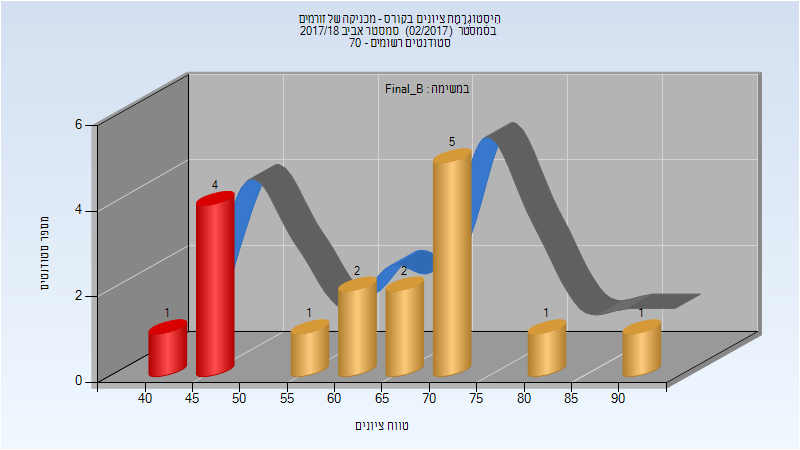 היסטוגרמת ציונים בקורס - מכניקה של זורמים
בסמסטר (02/2017) סמסטר אביב 2017/18
סטודנטים רשומים - 70
במשימה : Final_B
6
4
2
0
מספר סטודנטים
1
4
1
2
2
5
1
1
40 45 50 55 60 65 70 75 80 85 90
טווח ציונים